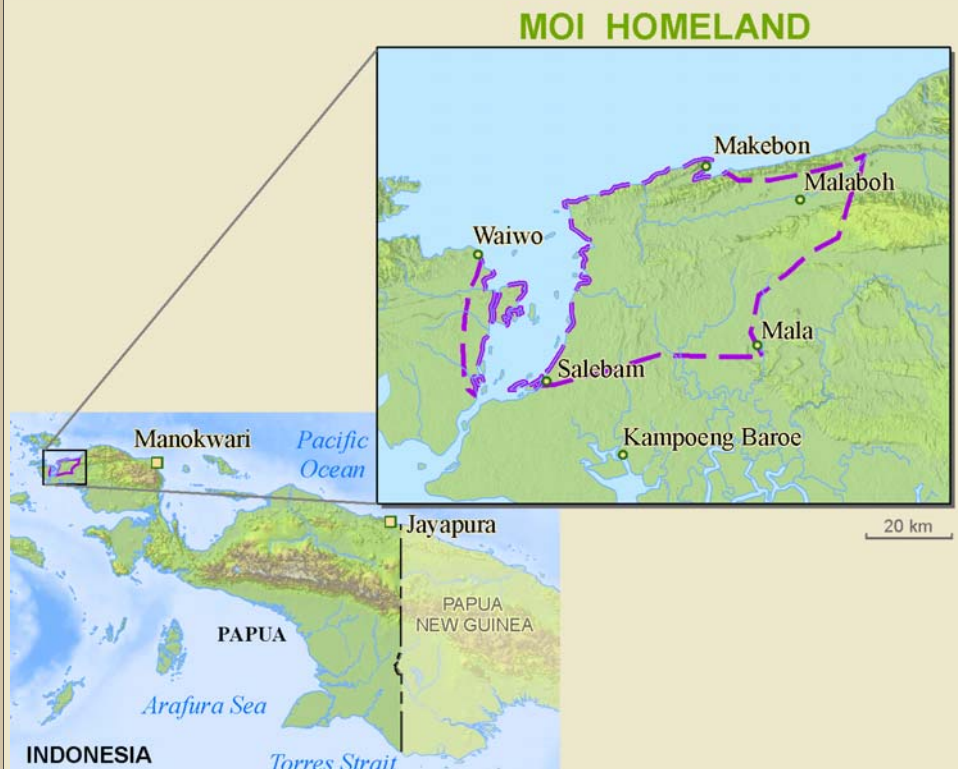 MOI HOMELAND
Makebon
Malaboh
Waiwo
Mala
Salebam
Kampoeng Baroe
20 km
Manokwari
Pacific
Ocean
Jayapura
PAPUA
NEW GUINEA
PAPUA
Arafura Sea
INDONESIA
Torres Strait